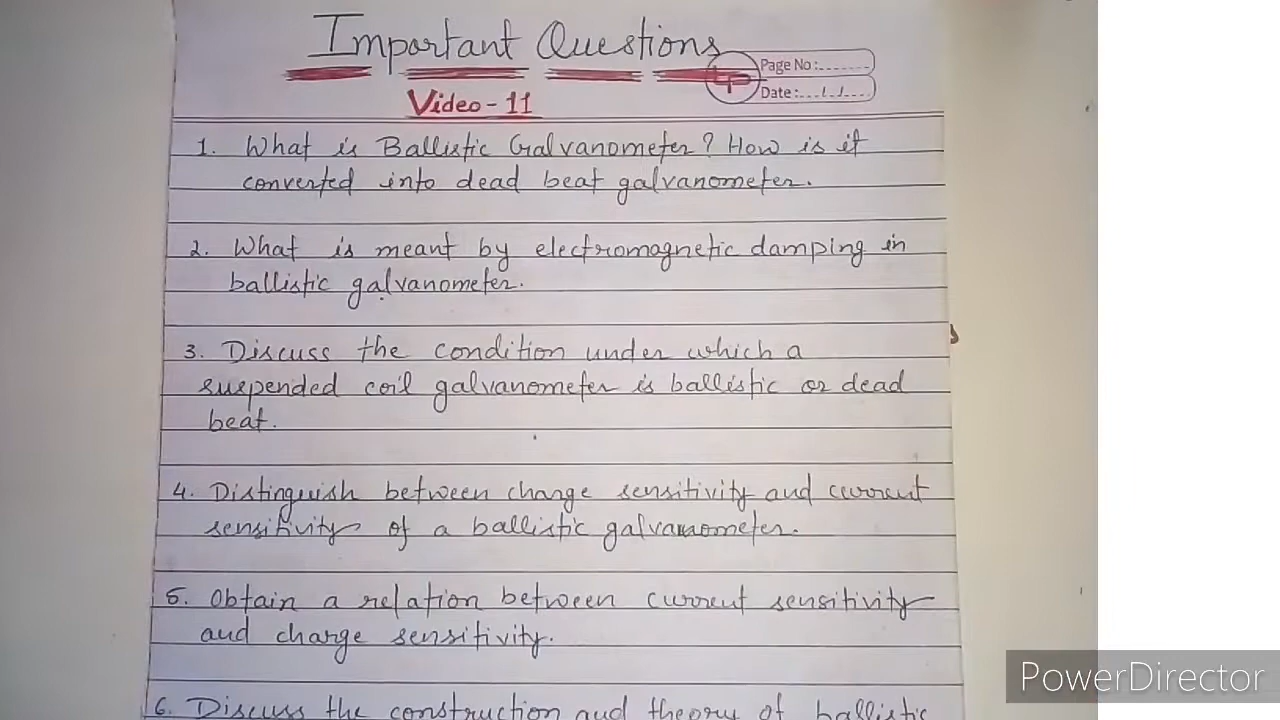 Important Questions
Page No :.......
Date :.../../....
Video - 11
1. What is Ballistic Galvanometer? How is it
converted into dead beat galvanometer.
2. What is meant by electromagnetic damping in
ballistic galvanometer.
3. Discuss the condition under which a
suspended coil galvanometer is ballistic or dead
beat.
4. Distinguish between charge sensitivity and current
sensitivity of a ballistic galvanometer.
5. Obtain a relation between current sensitivity
and charge sensitivity.
6. Discuss the construction and theory of ballistic
PowerDirector